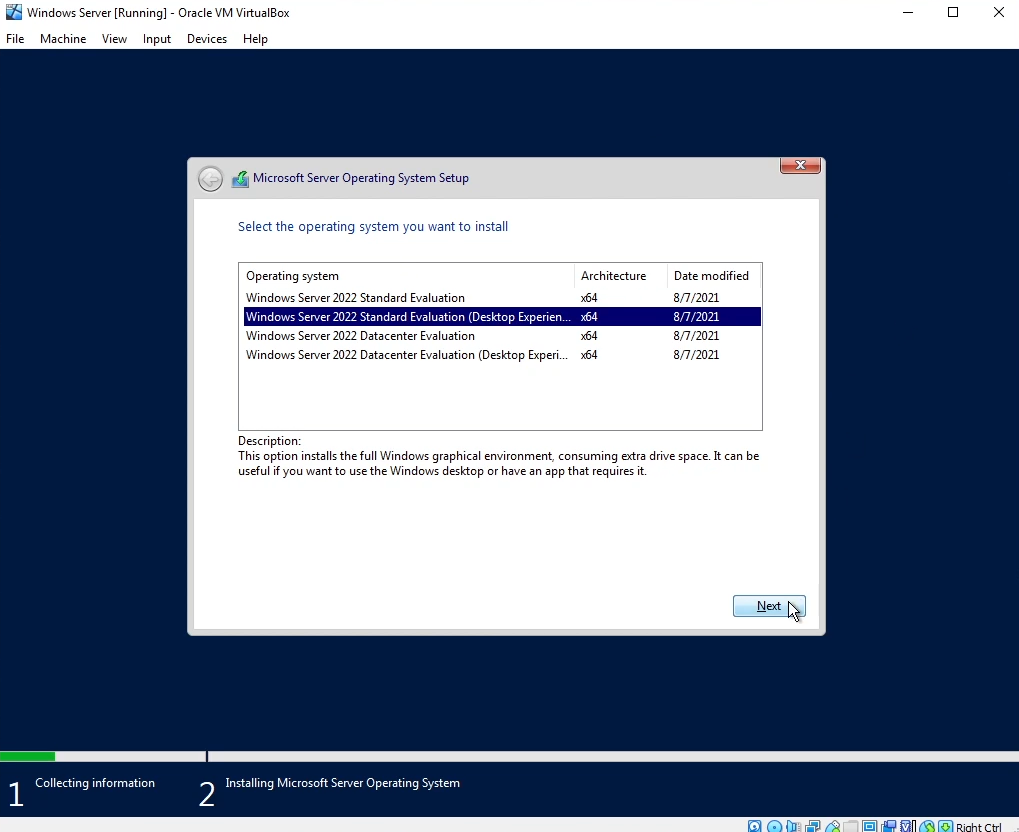 Windows Server [Running] - Oracle VM VirtualBox
File Machine View Input Devices Help
Microsoft Server Operating System Setup
Select the operating system you want to install
Operating system Architecture Date modified
Windows Server 2022 Standard Evaluation x64 8/7/2021
Windows Server 2022 Standard Evaluation (Desktop Experien... x64 8/7/2021
Windows Server 2022 Datacenter Evaluation x64 8/7/2021
Windows Server 2022 Datacenter Evaluation (Desktop Experi... x64 8/7/2021
Description:
This option installs the full Windows graphical environment, consuming extra drive space. It can be
useful if you want to use the Windows desktop or have an app that requires it.
Next
1 Collecting information 2 Installing Microsoft Server Operating System
Right Ctrl